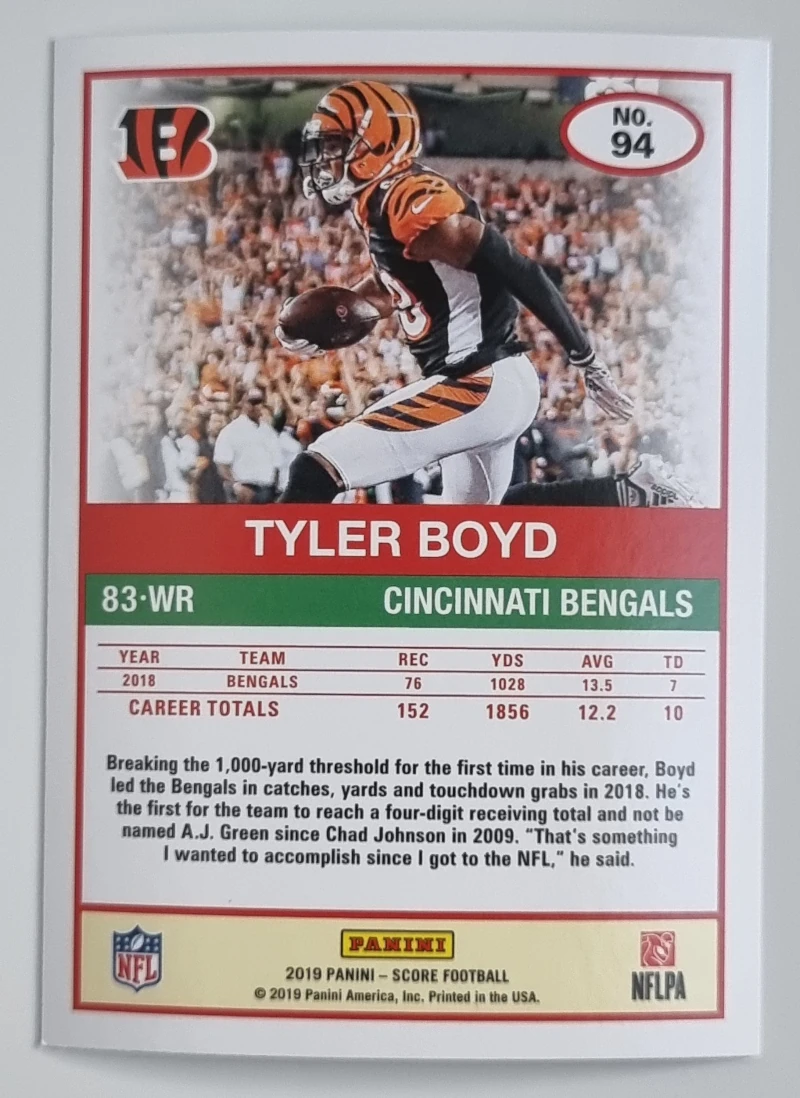 B
NO.
94
TYLER BOYD
83·WR CINCINNATI BENGALS
YEAR TEAM REC YDS AVG TD
2018 BENGALS 76 1028 13.5 7
CAREER TOTALS 152 1856 12.2 10
Breaking the 1,000-yard threshold for the first time in his career, Boyd
led the Bengals in catches, yards and touchdown grabs in 2018. He's
the first for the team to reach a four-digit receiving total and not be
named A.J. Green since Chad Johnson in 2009. "That's something
I wanted to accomplish since I got to the NFL," he said.
NFL
PANINI
2019 PANINI – SCORE FOOTBALL
© 2019 Panini America, Inc. Printed in the USA.
NFLPA